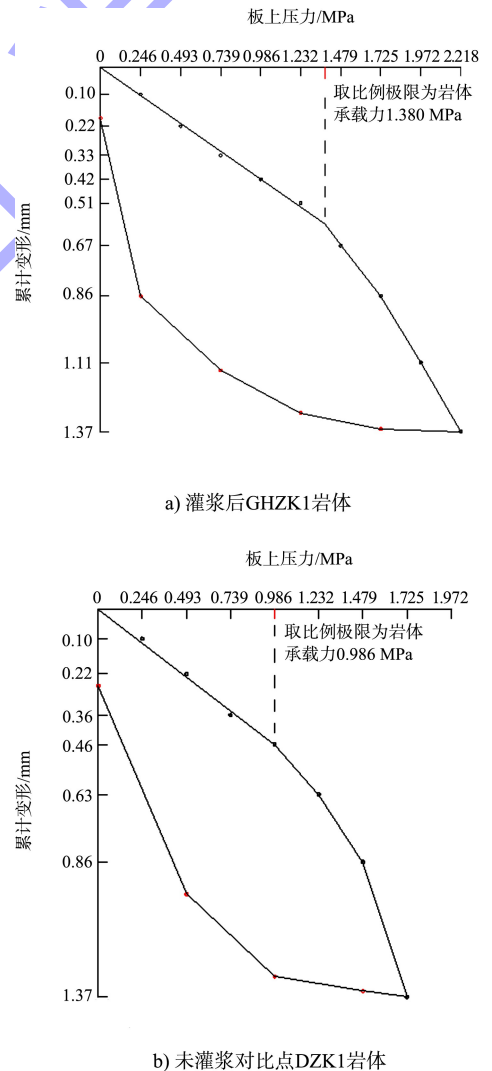 板上压力/MPa
0 0.246 0.493 0.739 0.986 1.232 1.479 1.725 1.972 2.218
取比例极限为岩体
承载力1.380 MPa
0.10
0.22
0.33
0.42
0.51
0.67
0.86
1.11
1.37
累计变形/mm
a) 灌浆后GHZK1岩体
板上压力/MPa
0 0.246 0.493 0.739 0.986 1.232 1.479 1.725 1.972
取比例极限为岩体
承载力0.986 MPa
0.10
0.22
0.36
0.46
0.63
0.86
1.37
累计变形/mm
b) 未灌浆对比点DZK1岩体